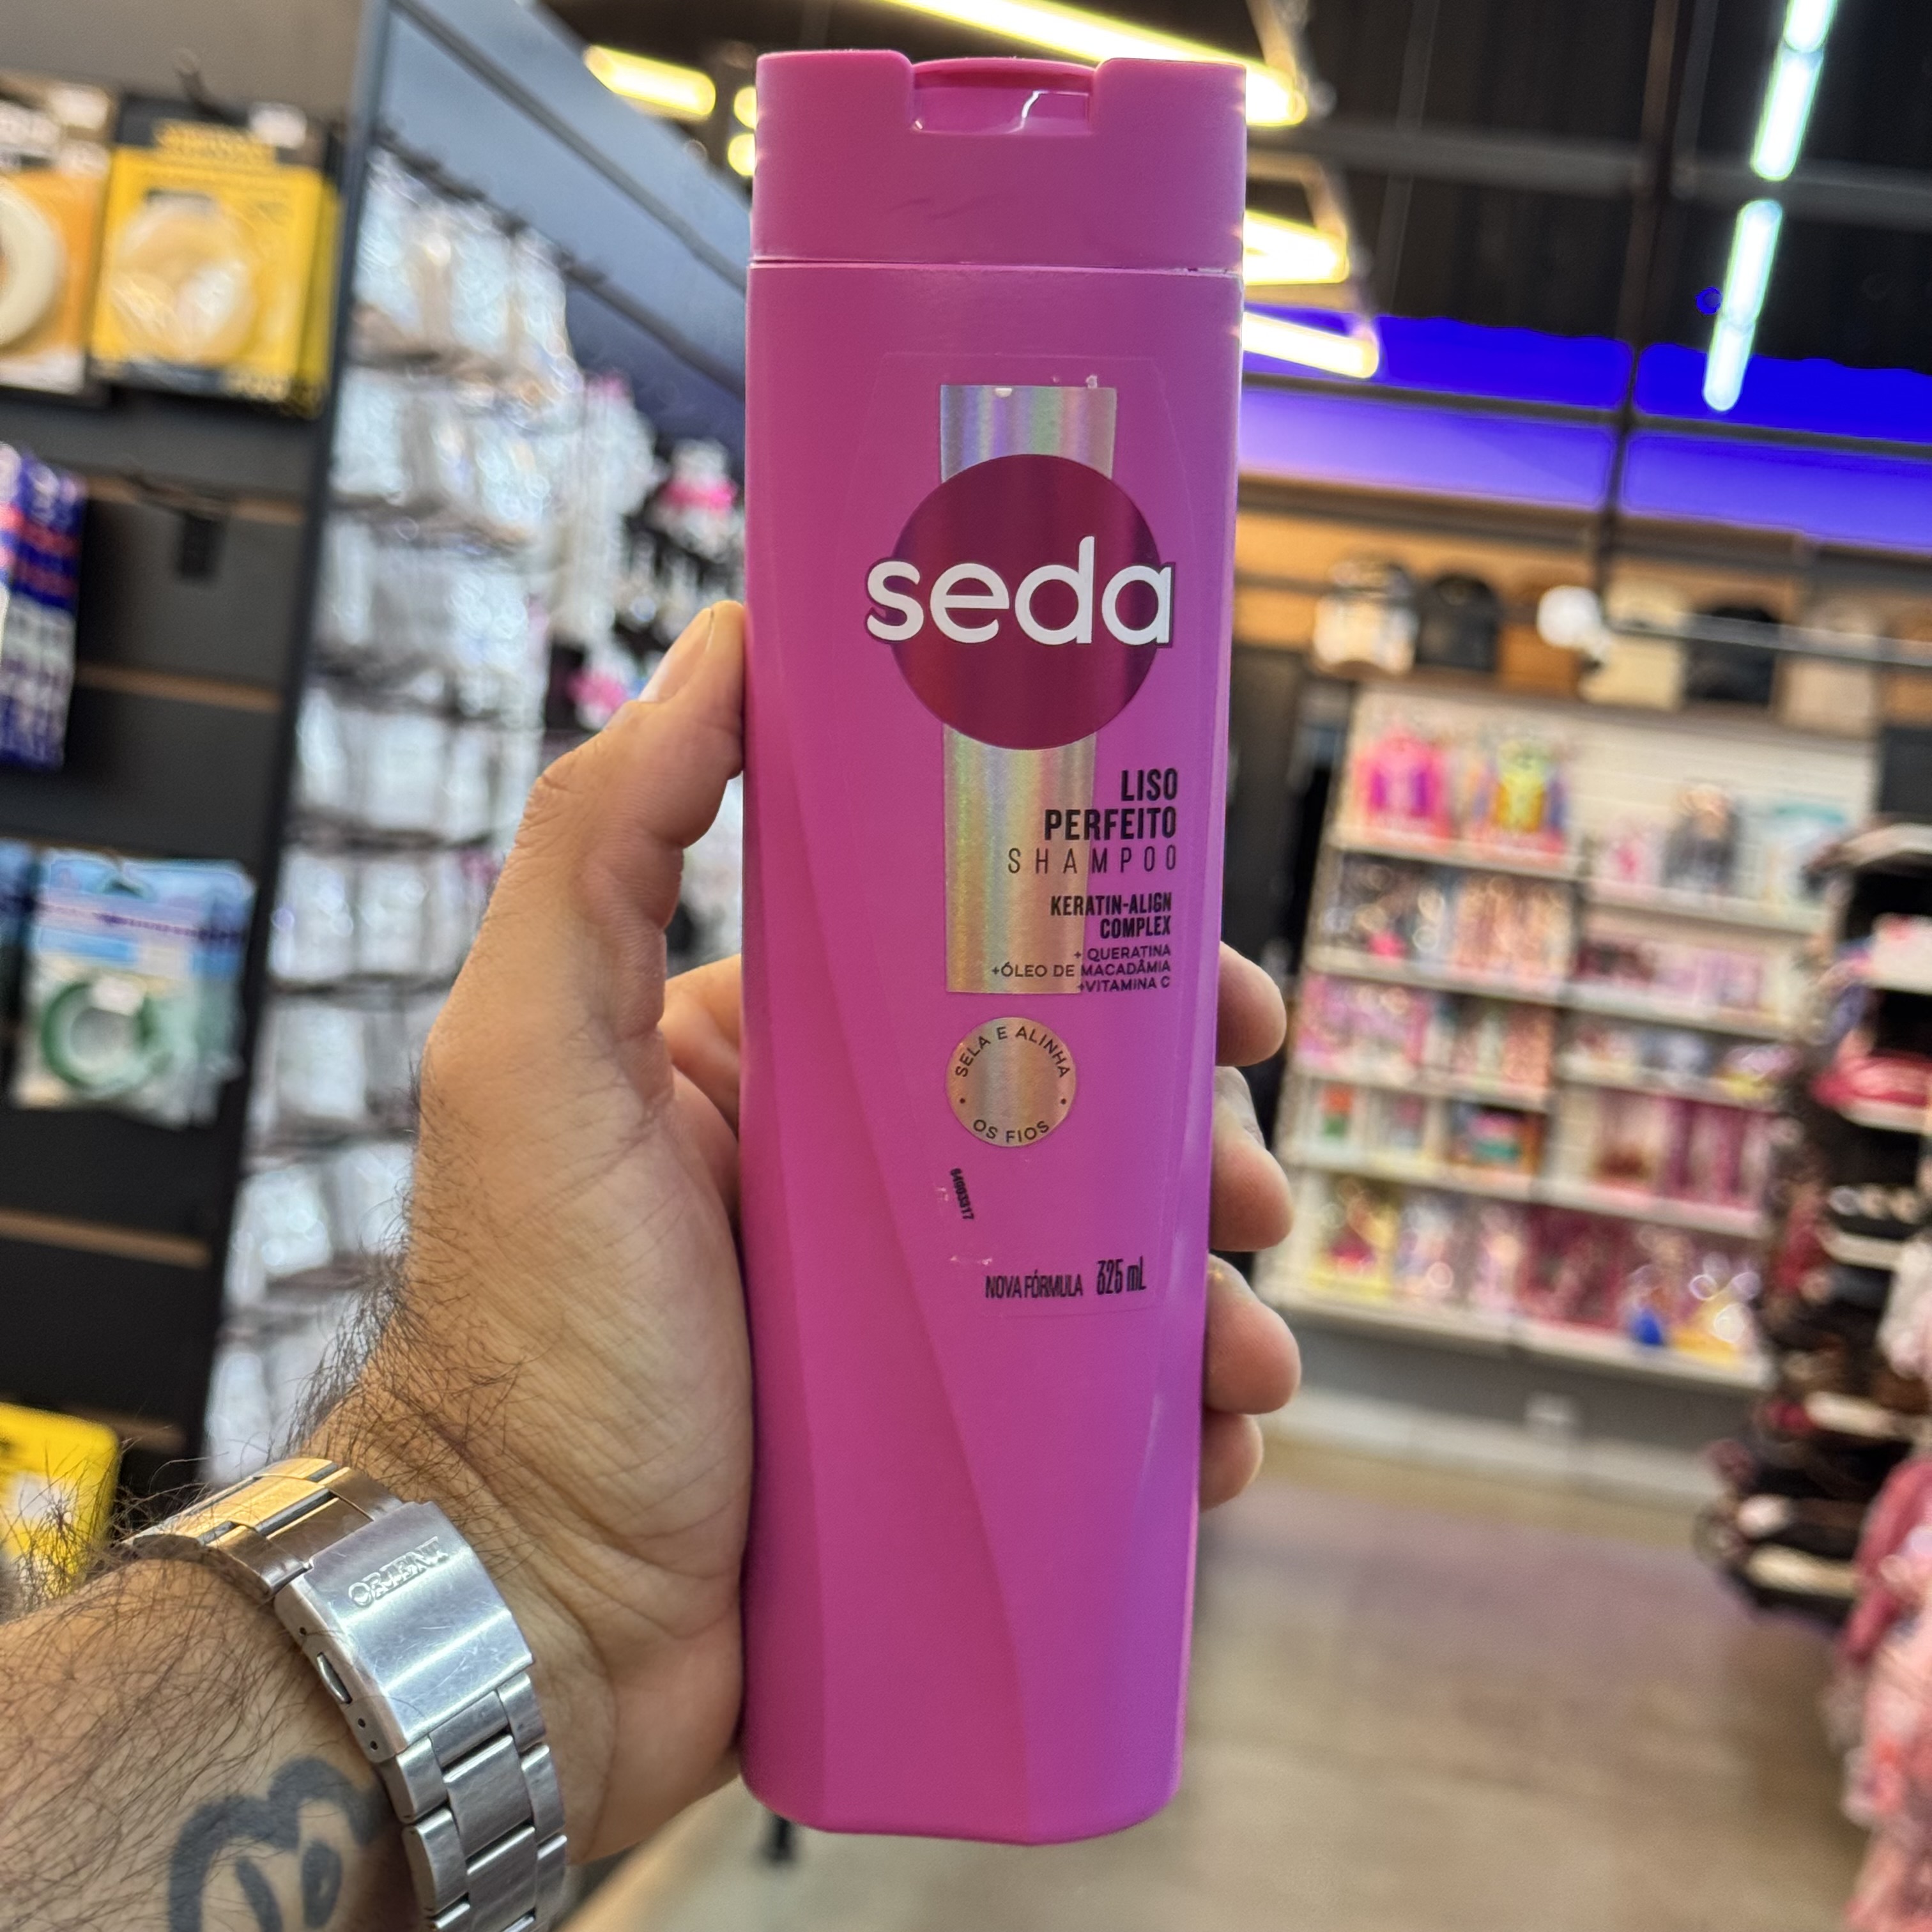 seda
LISO
PERFEITO
SHAMPOO
KERATIN-ALIGN
COMPLEX
+ QUERATINA
+ÓLEO DE MACADÂMIA
+VITAMINA C
SELA E ALINHA
OS FIOS
NOVA FÓRMULA 325 mL
ORIENT